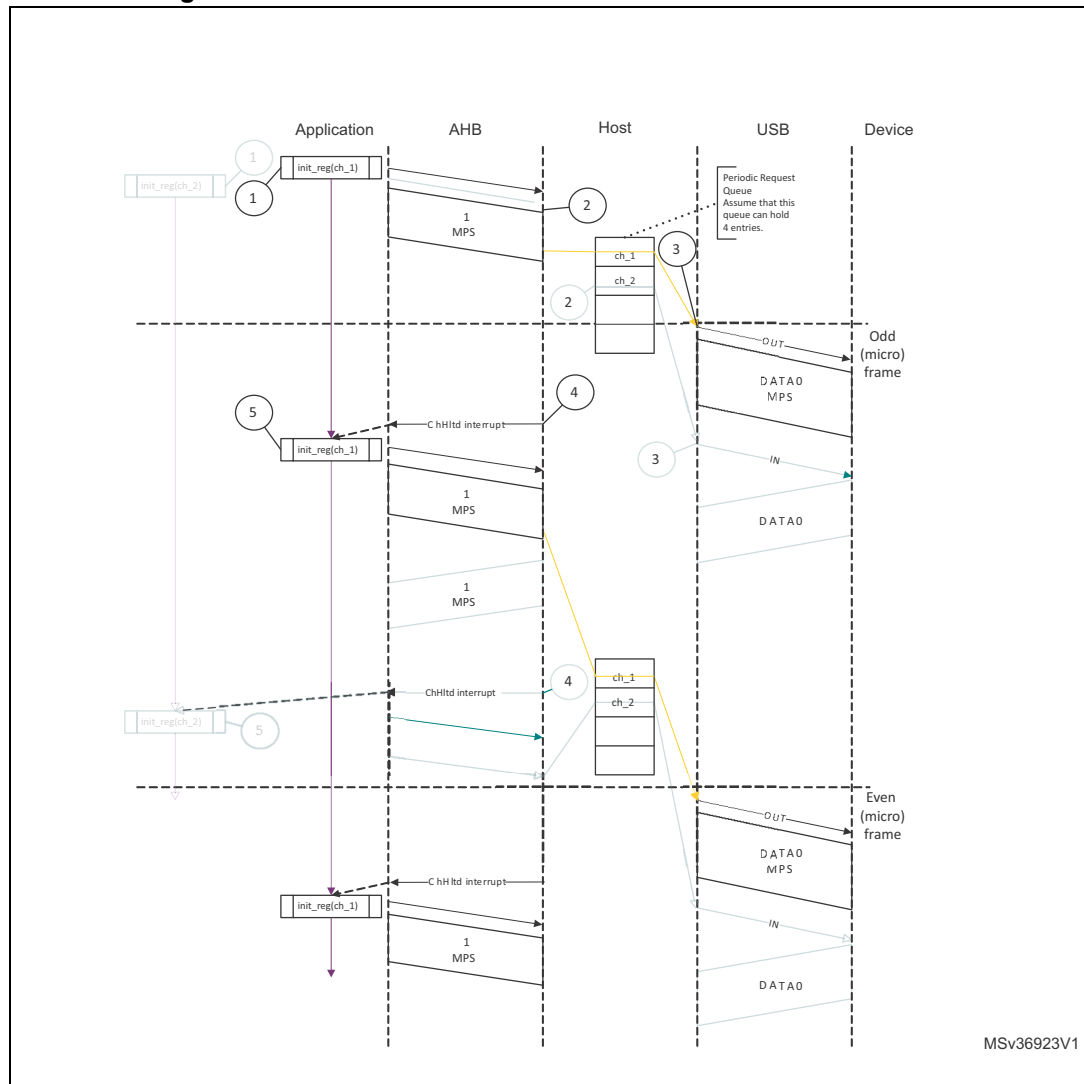 Application AHB Host USB Device
1
init_reg(ch_1)
init_reg(ch_2)
1
Periodic Request
Queue
Assume that this
queue can hold
4 entries.
2
1
MPS
3
ch_1
ch_2
2
Odd
(micro)
frame
OUT
DATA0
MPS
4
5
ChHltd interrupt
init_reg(ch_1)
3
IN
1
MPS
DATA0
1
MPS
ch_1
4
ChHltd interrupt
ch_2
init_reg(ch_2)
5
Even
(micro)
frame
OUT
DATA0
MPS
ChHltd interrupt
init_reg(ch_1)
IN
1
MPS
DATA0
MSv36923V1